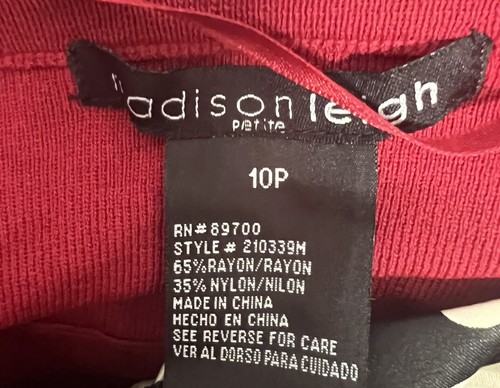 madison leigh
petite
10P
RN# 89700
STYLE # 210339M
65%RAYON/RAYON
35% NYLON/NILON
MADE IN CHINA
HECHO EN CHINA
SEE REVERSE FOR CARE
VER AL DORSO PARA CUIDADO